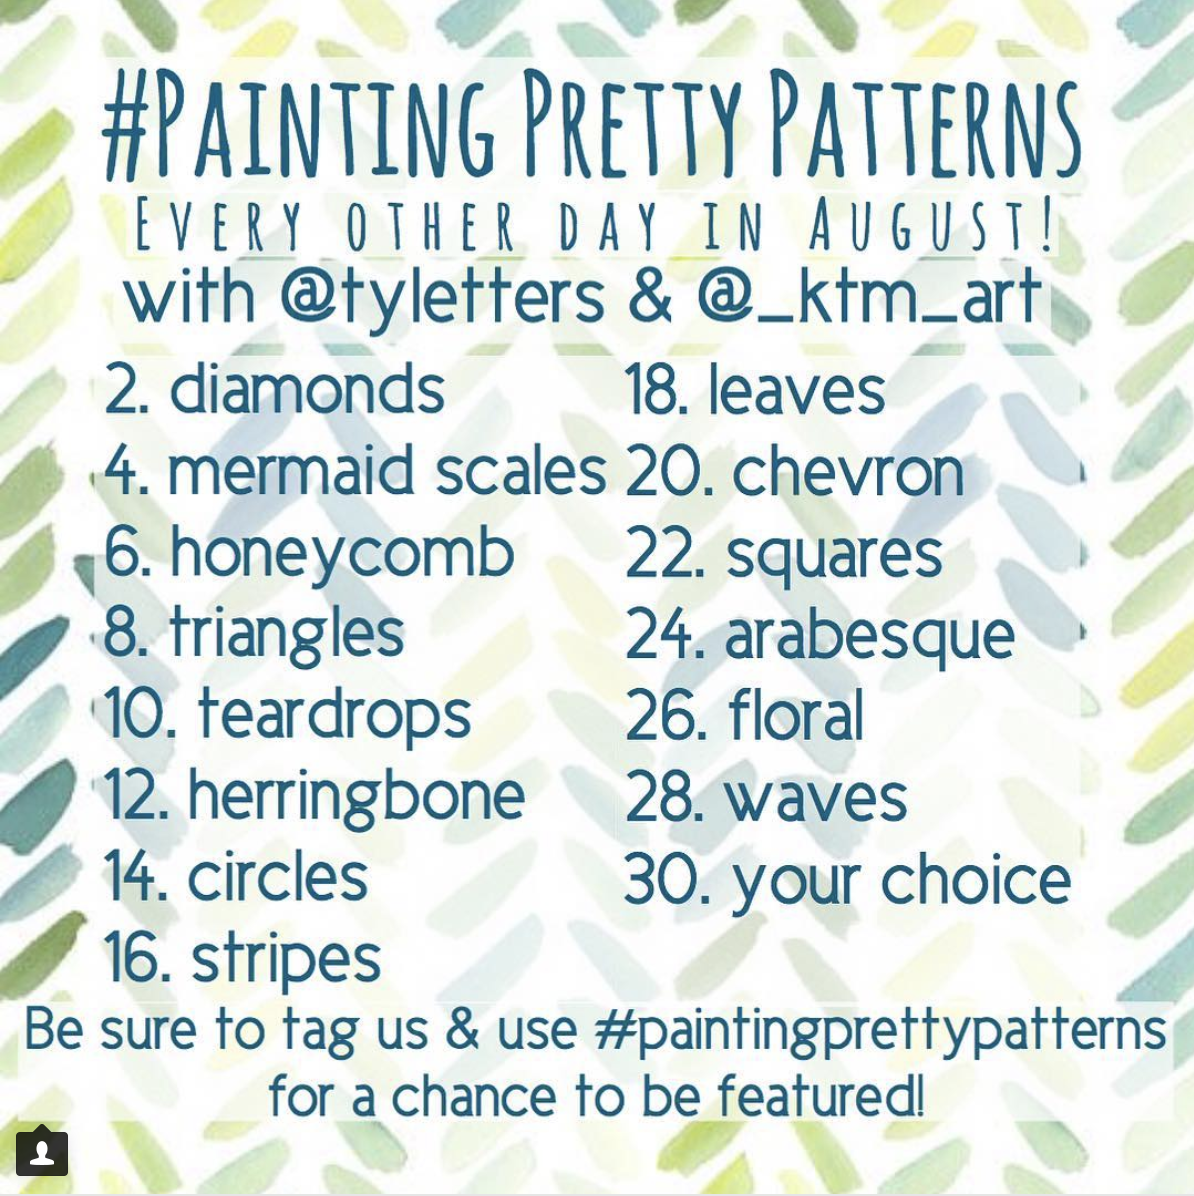 #Painting Pretty Patterns
Every other day in August!
with @tyletters & @_ktm_art
2. diamonds
4. mermaid scales
6. honeycomb
8. triangles
10. teardrops
12. herringbone
14. circles
16. stripes
18. leaves
20. chevron
22. squares
24. arabesque
26. floral
28. waves
30. your choice
Be sure to tag us & use #paintingprettypatterns
for a chance to be featured!